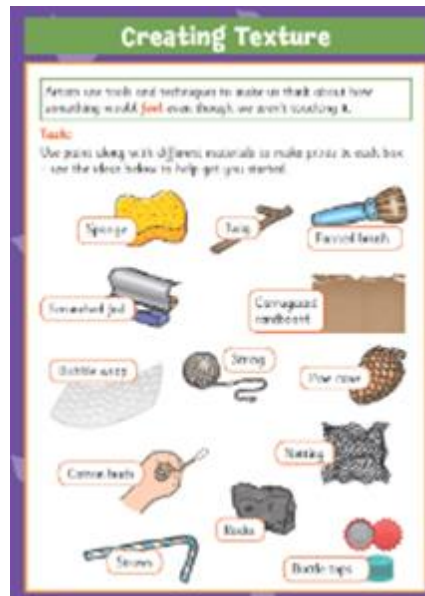 Creating Texture
Artists use tools and techniques to make us think about how
something would feel even though we aren't touching it.
Task:
Use paint along with different materials to make prints in each box
- see the ideas below to help get you started.
Sponge
Twig
Fanned brush
Scrunched foil
Corrugated
cardboard
Bubble wrap
String
Pine cone
Netting
Cotton buds
Rocks
Straws
Bottle tops